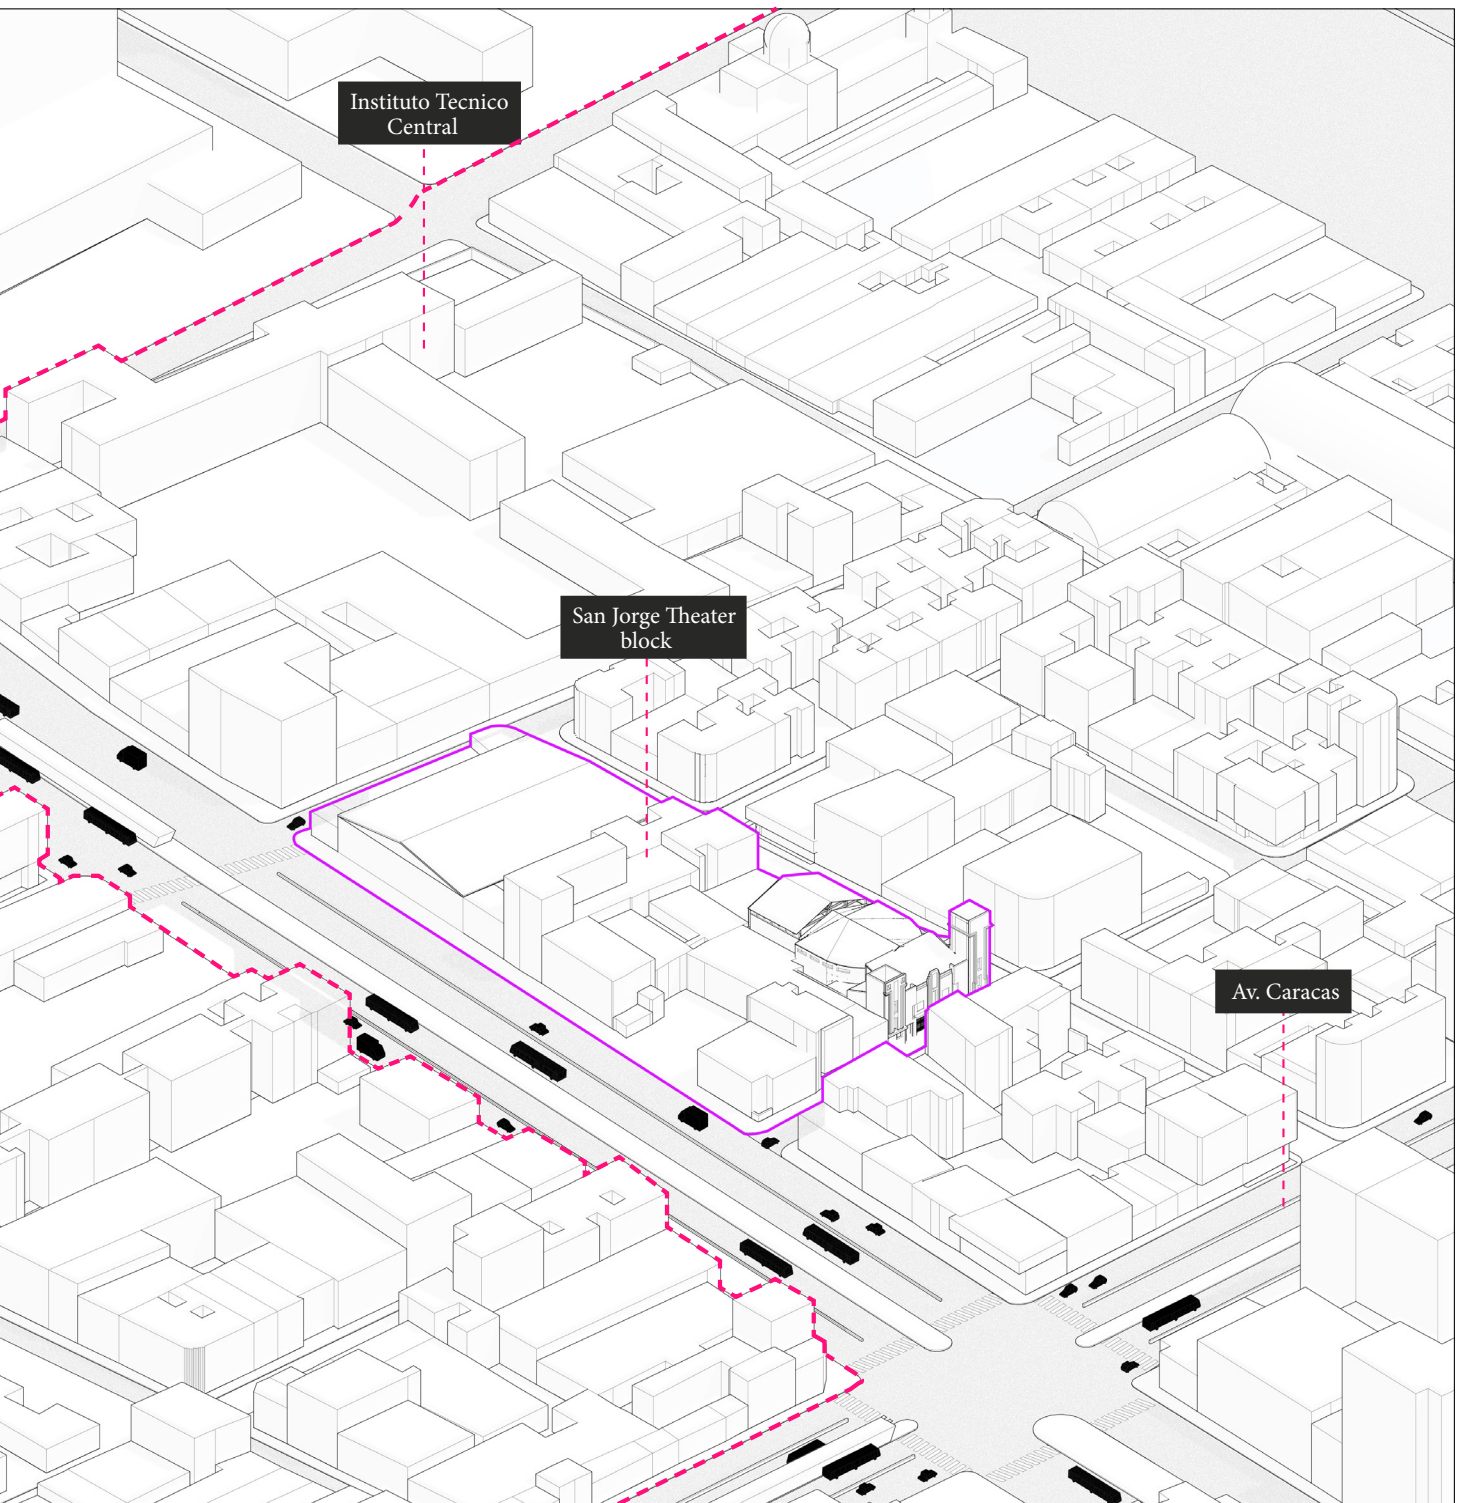 Instituto Tecnico
Central
San Jorge Theater
block
Av. Caracas